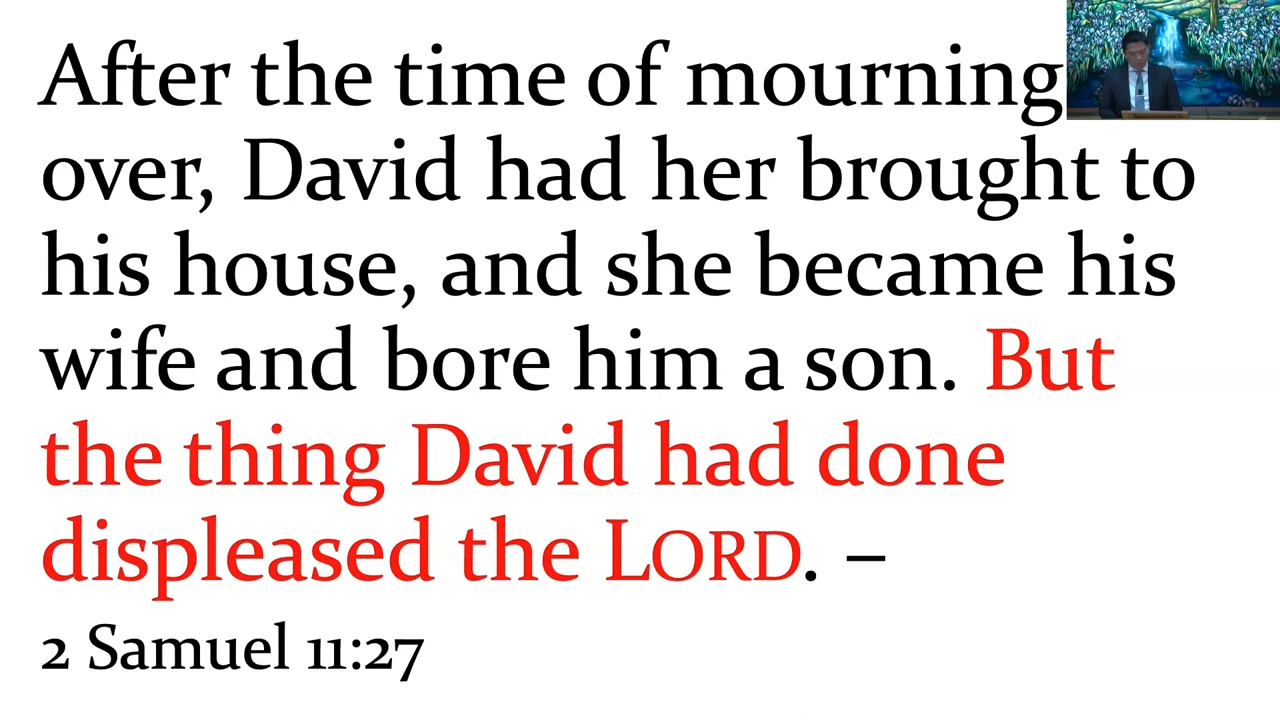 After the time of mourning
over, David had her brought to
his house, and she became his
wife and bore him a son. But
the thing David had done
displeased the LORD. –
2 Samuel 11:27